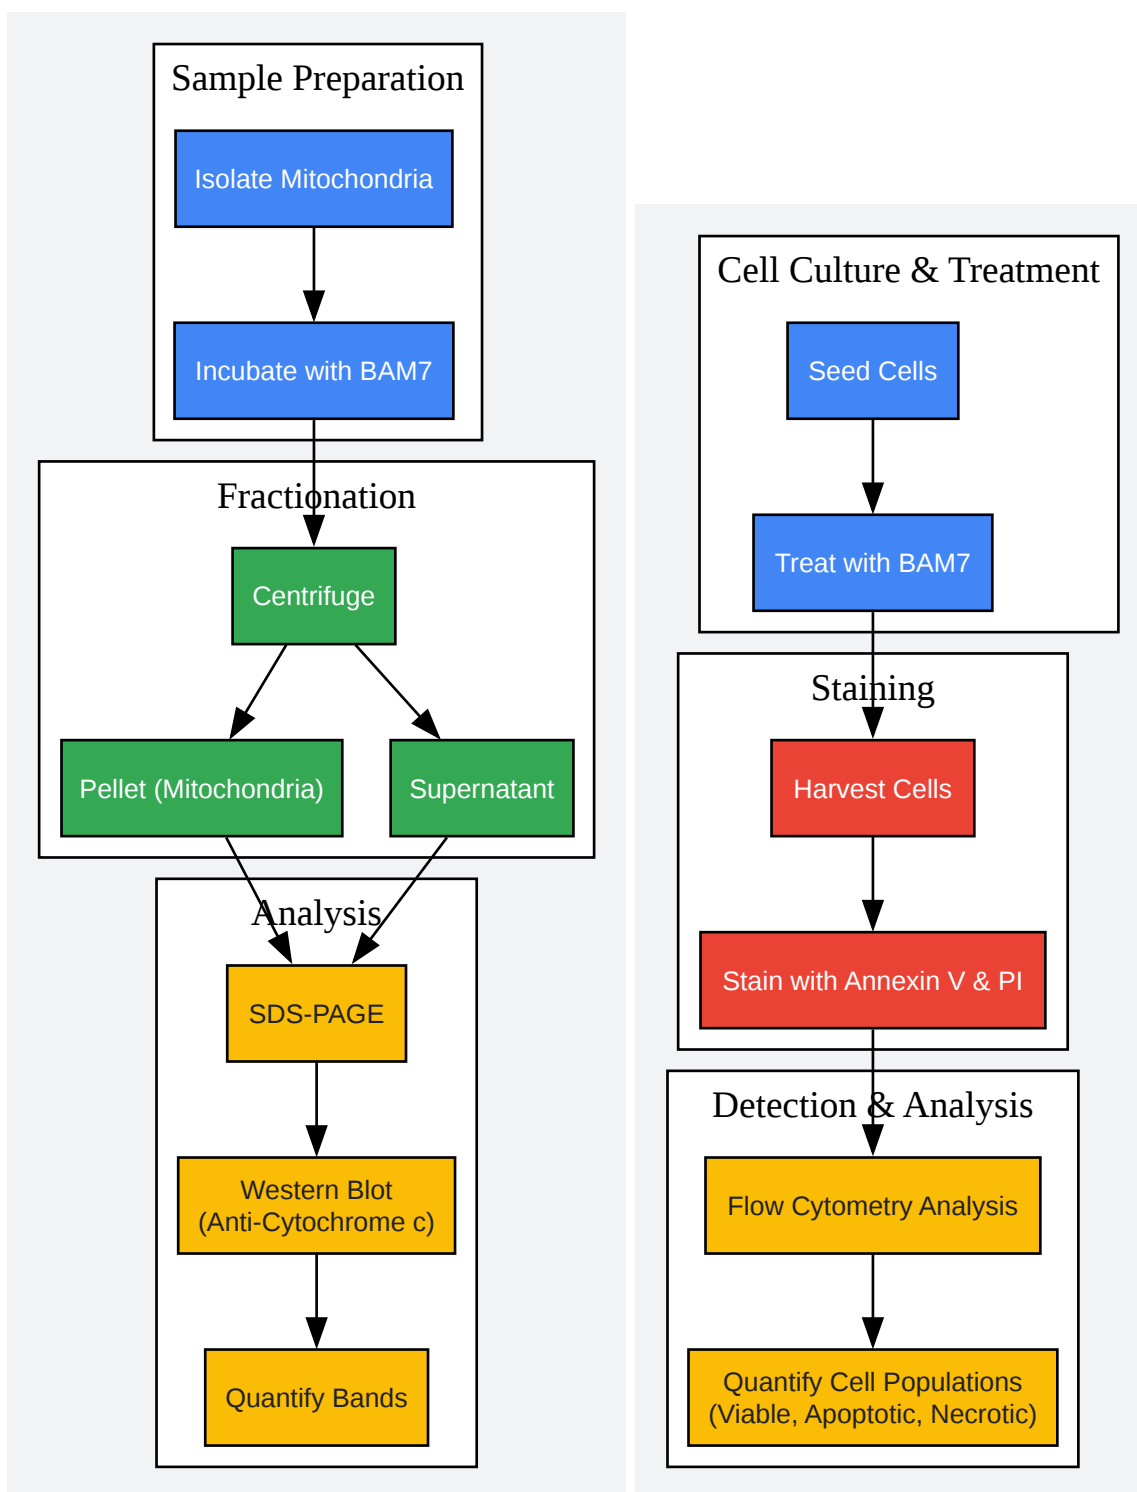 Sample Preparation
Isolate Mitochondria
Incubate with BAM7
Fractionation
Centrifuge
Pellet (Mitochondria)
Supernatant
Analysis
SDS-PAGE
Western Blot
(Anti-Cytochrome c)
Quantify Bands
Cell Culture & Treatment
Seed Cells
Treat with BAM7
Staining
Harvest Cells
Stain with Annexin V & PI
Detection & Analysis
Flow Cytometry Analysis
Quantify Cell Populations
(Viable, Apoptotic, Necrotic)